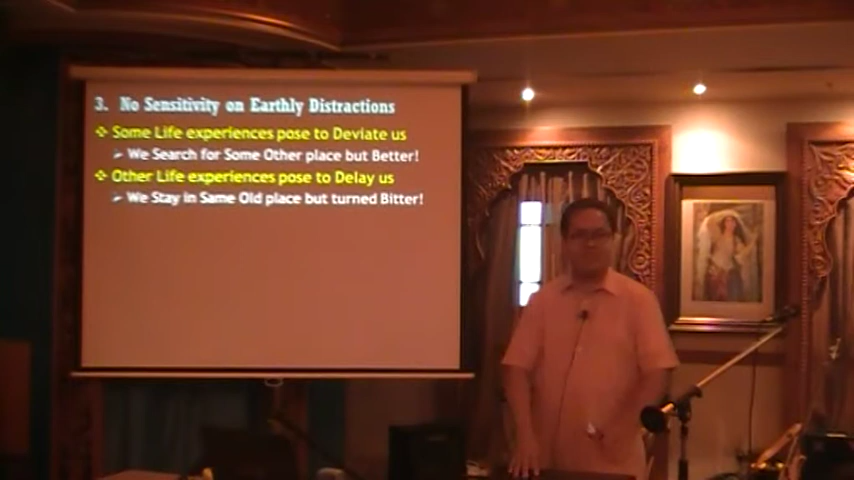 3. No Sensitivity on Earthly Distractions
❖ Some Life experiences pose to Deviate us
➢ We Search for Some Other place but Better!
❖ Other Life experiences pose to Delay us
➢ We Stay in Same Old place but turned Bitter!